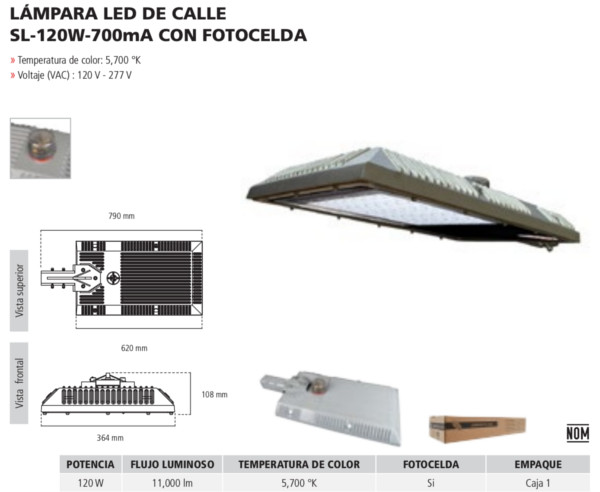 LÁMPARA LED DE CALLE
SL-120W-700mA CON FOTOCELDA
» Temperatura de color: 5,700 °K
» Voltaje (VAC) : 120 V - 277 V
790 mm
Vista superior
620 mm
Vista frontal
108 mm
364 mm
NOM
POTENCIA FLUJO LUMINOSO TEMPERATURA DE COLOR FOTOCELDA EMPAQUE
120 W 11,000 lm 5,700 °K Si Caja 1